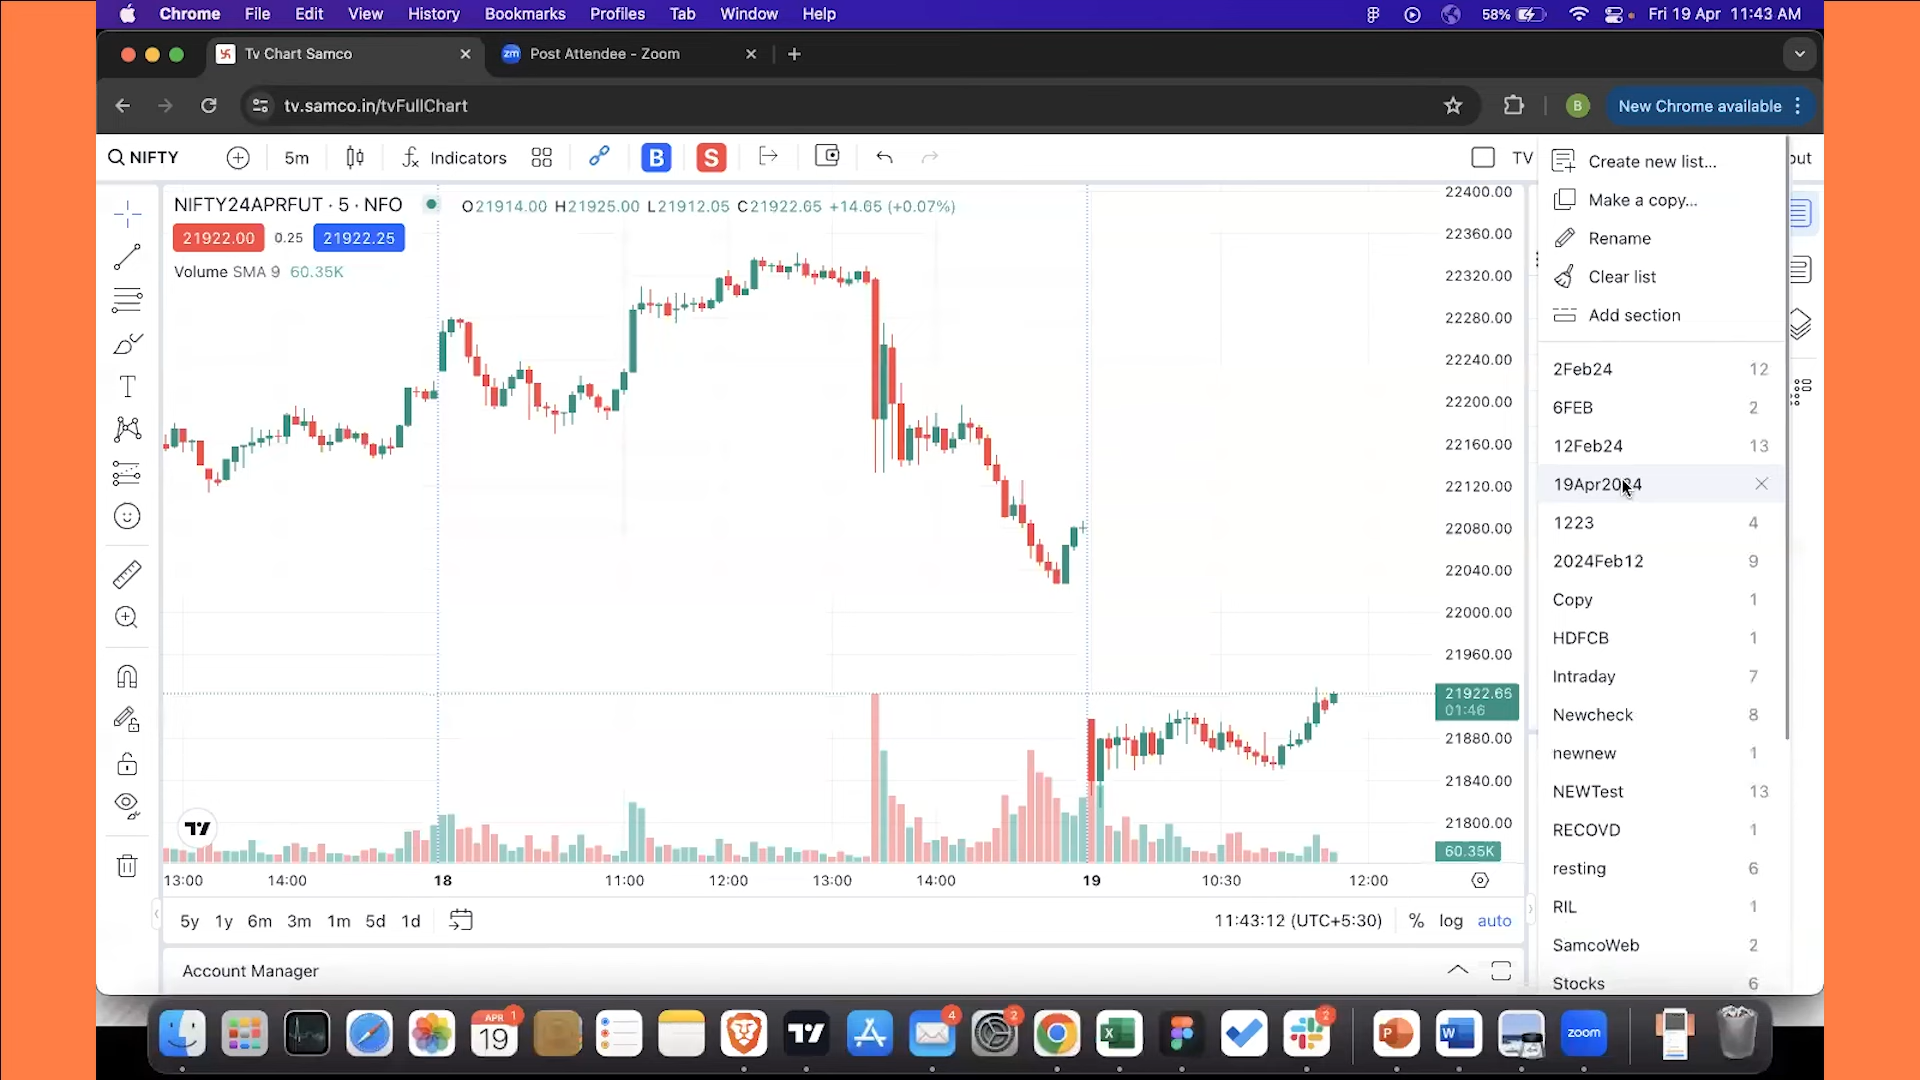 Chrome File Edit View History Bookmarks Profiles Tab Window Help 58% Fri 19 Apr 11:43 AM
Tv Chart Samco
zm Post Attendee - Zoom
tv.samco.in/tvFullChart
B
New Chrome available
NIFTY
5m
Indicators
B
S
TV
out
NIFTY24APRFUT · 5 · NFO
O21914.00 H21925.00 L21912.05 C21922.65 +14.65 (+0.07%)
21922.00 0.25 21922.25
Volume SMA 9 60.35K
22400.00
22360.00
22320.00
22280.00
22240.00
22200.00
22160.00
22120.00
22080.00
22040.00
22000.00
21960.00
21922.65
01:46
21880.00
21840.00
21800.00
60.35K
13:00 14:00 18 11:00 12:00 13:00 14:00 19 10:30 12:00
5y 1y 6m 3m 1m 5d 1d
11:43:12 (UTC+5:30) % log auto
Account Manager
Create new list...
Make a copy...
Rename
Clear list
Add section
2Feb24 12
6FEB 2
12Feb24 13
19Apr2024
1223 4
2024Feb12 9
Copy 1
HDFCB 1
Intraday 7
Newcheck 8
newnew 1
NEWTest 13
RECOVD 1
resting 6
RIL 1
SamcoWeb 2
Stocks 6
APR
19
1
4
2
2
zoom